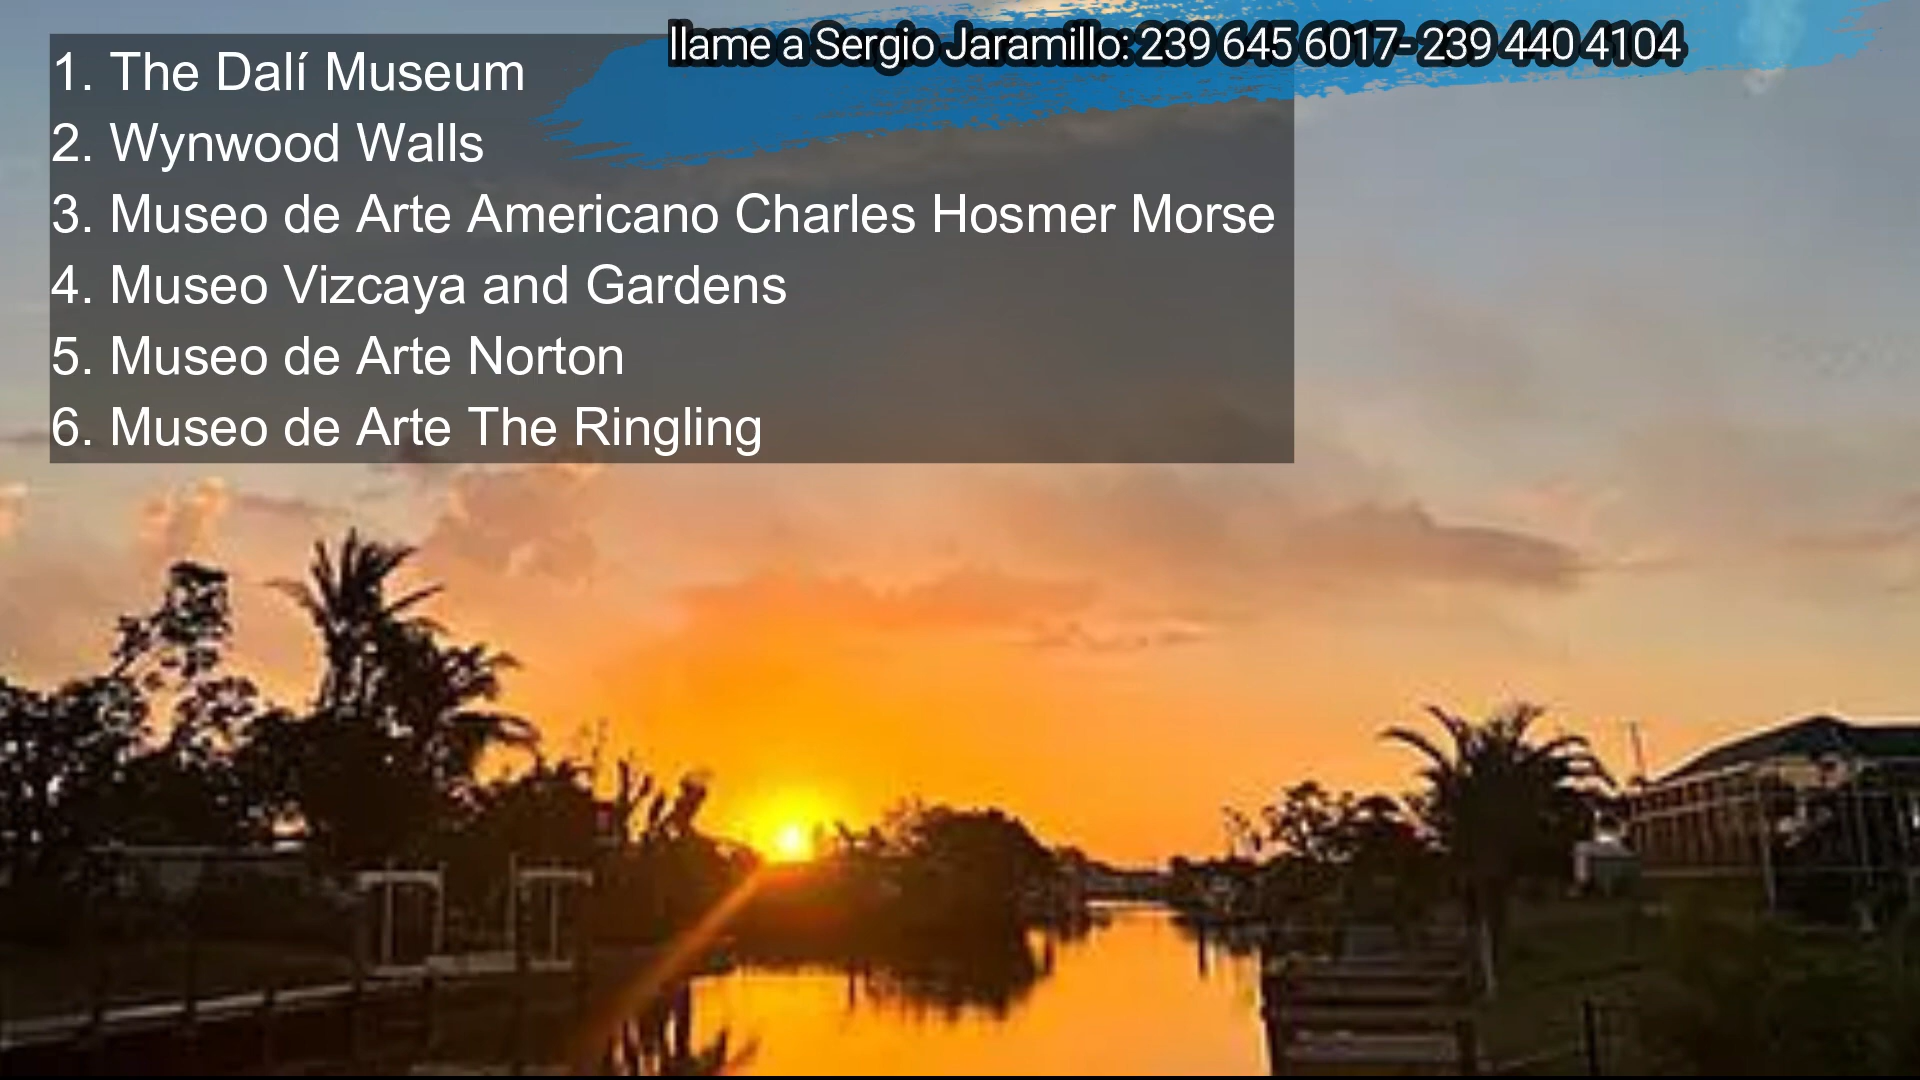 llame a Sergio Jaramillo: 239 645 6017- 239 440 4104
1. The Dalí Museum
2. Wynwood Walls
3. Museo de Arte Americano Charles Hosmer Morse
4. Museo Vizcaya and Gardens
5. Museo de Arte Norton
6. Museo de Arte The Ringling